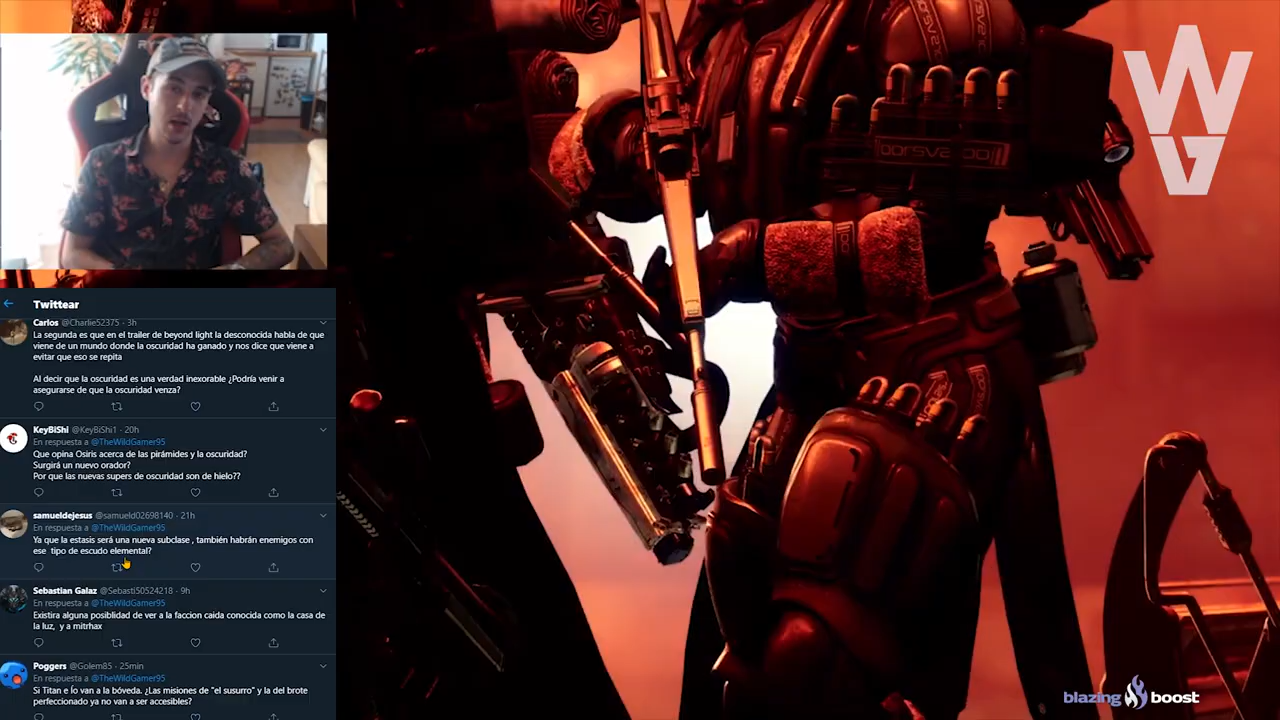 Twittear
Carlos @Charlie52375 · 3h
La segunda es que en el trailer de beyond light la desconocida habla de que
viene de un mundo donde la oscuridad ha ganado y nos dice que viene a
evitar que eso se repita
Al decir que la oscuridad es una verdad inexorable ¿Podría venir a
asegurarse de que la oscuridad venza?
KeyBiShi @KeyBiShi1 · 20h
En respuesta a @TheWildGamer95
Que opina Osiris acerca de las pirámides y la oscuridad?
Surgirá un nuevo orador?
Por que las nuevas supers de oscuridad son de hielo??
samueldejesus @samueld02698140 · 21h
En respuesta a @TheWildGamer95
Ya que la estasis será una nueva subclase , también habrán enemigos con
ese tipo de escudo elemental?
Sebastian Galaz @Sebasti50524218 · 9h
En respuesta a @TheWildGamer95
Existira alguna posiblidad de ver a la faccion caida conocida como la casa de
la luz, y a mitrhax
Poggers @Golem85 · 25min
En respuesta a @TheWildGamer95
Si Titan e Ío van a la bóveda. ¿Las misiones de "el susurro" y la del brote
perfeccionado ya no van a ser accesibles?
WG
blazing boost